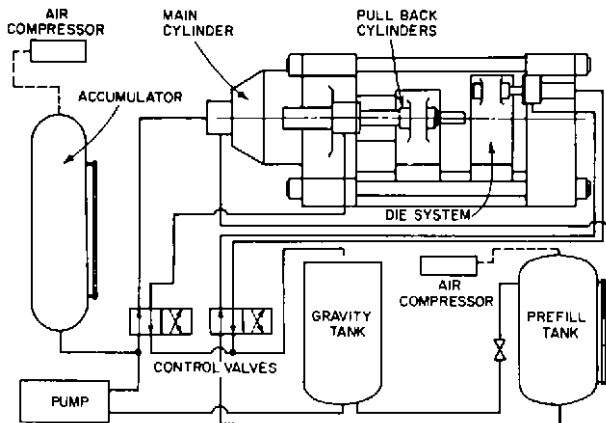 AIR
COMPRESSOR
MAIN
CYLINDER
PULL BACK
CYLINDERS
ACCUMULATOR
DIE SYSTEM
AIR
COMPRESSOR
GRAVITY
TANK
PREFILL
TANK
CONTROL VALVES
PUMP